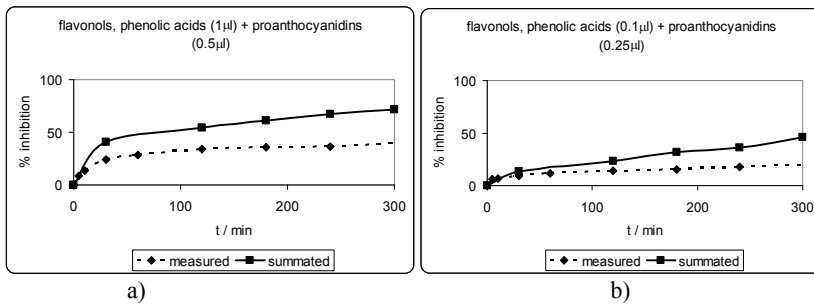 flavonols, phenolic acids (1µl) + proanthocyanidins
(0.5µl)
100
50
0
% inhibition
0
100
200
300
t / min
measured
summated
a)
flavonols, phenolic acids (0.1µl) + proanthocyanidins
(0.25µl)
100
50
0
% inhibition
0
100
200
300
t / min
measured
summated
b)